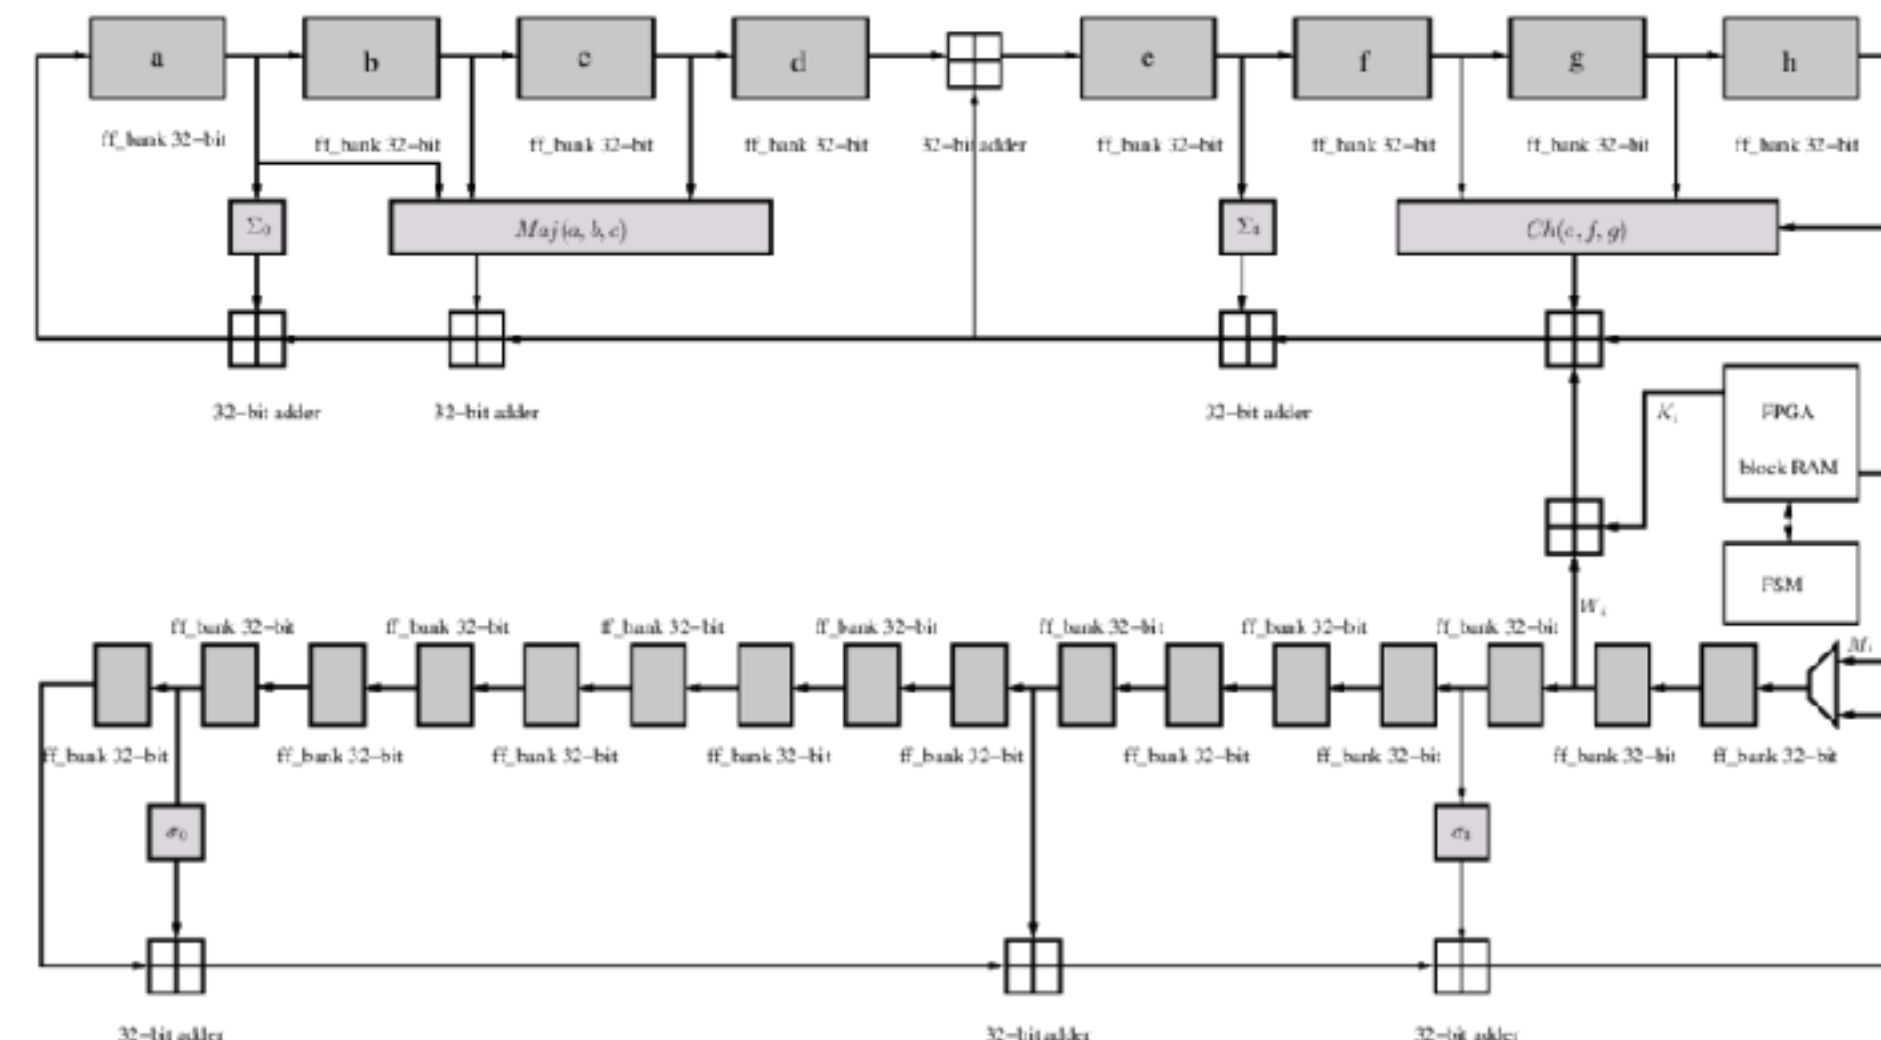 a b c d e f g h
ff_bank 32-bit ff_bank 32-bit ff_bank 32-bit ff_bank 32-bit 32-bit adder ff_bank 32-bit ff_bank 32-bit ff_bank 32-bit ff_bank 32-bit
Σ0 Maj(a, b, c) Σ1 Ch(e, f, g)
32-bit adder 32-bit adder 32-bit adder
K_i FPGA
block RAM
FSM
W_i
ff_bank 32-bit ff_bank 32-bit ff_bank 32-bit ff_bank 32-bit ff_bank 32-bit ff_bank 32-bit ff_bank 32-bit
M_i
ff_bank 32-bit ff_bank 32-bit ff_bank 32-bit ff_bank 32-bit ff_bank 32-bit ff_bank 32-bit ff_bank 32-bit ff_bank 32-bit ff_bank 32-bit
σ0 σ1
32-bit adder 32-bit adder 32-bit adder